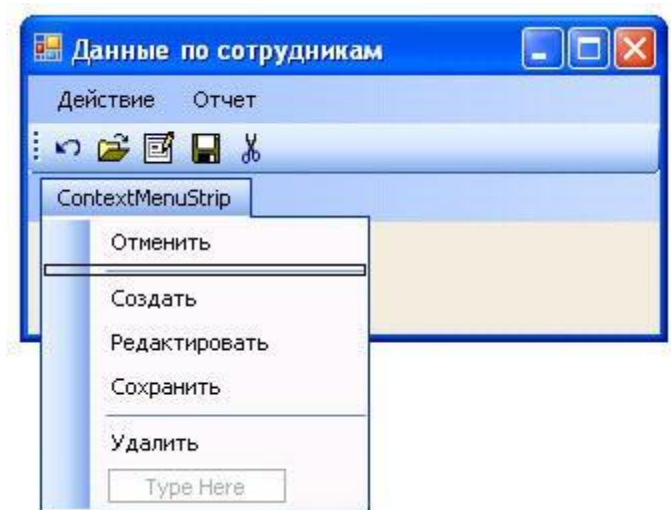 Данные по сотрудникам
Действие Отчет
ContextMenuStrip
Отменить
Создать
Редактировать
Сохранить
Удалить
Type Here